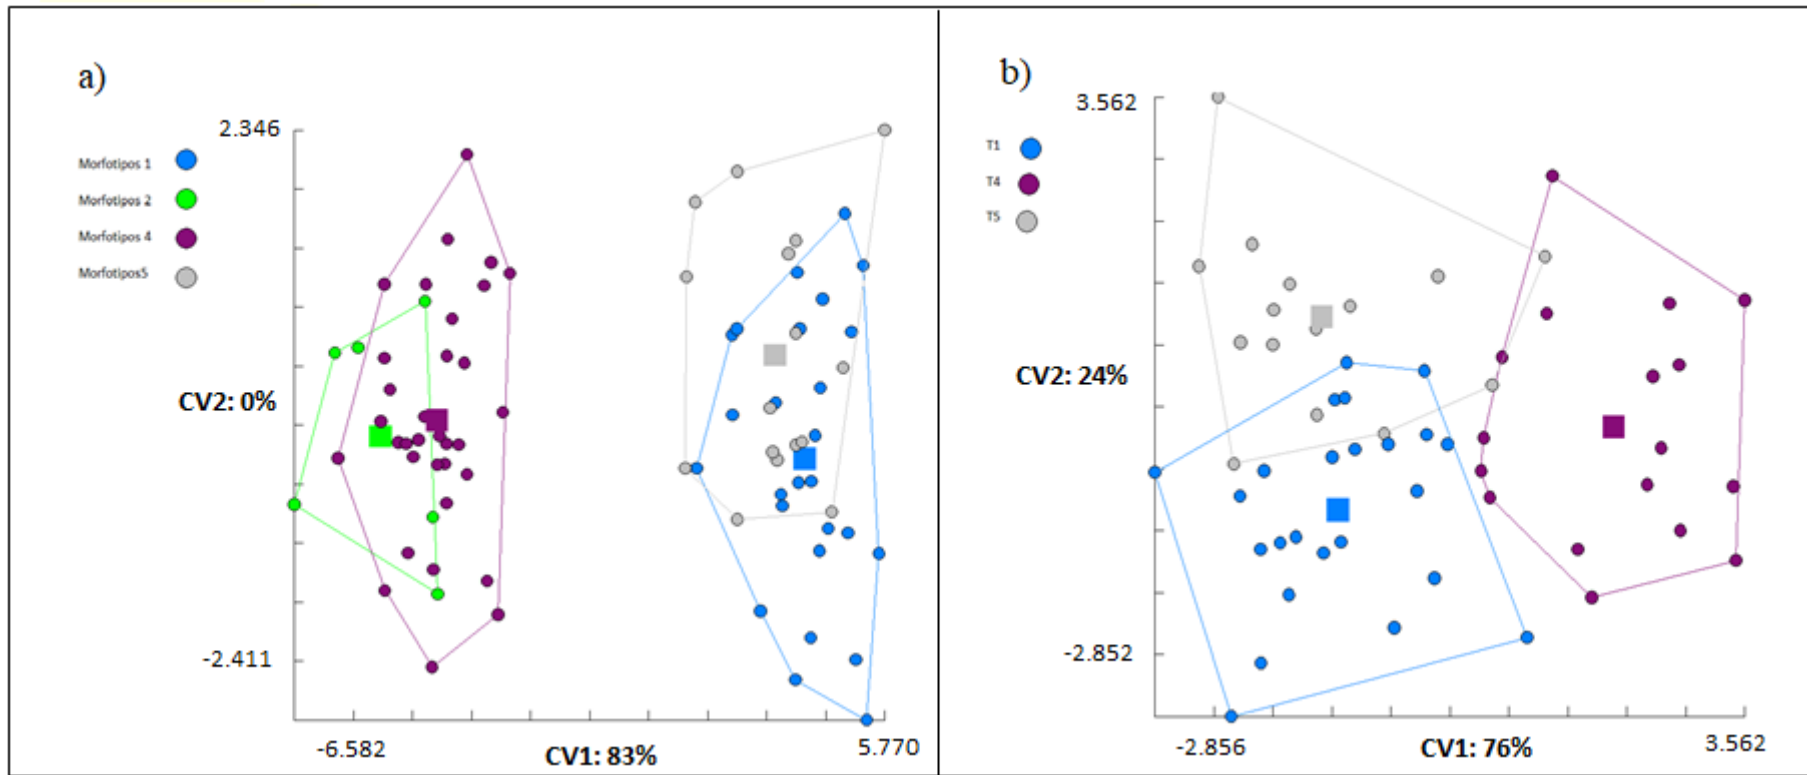 a)
2.346
Morfotipos 1
Morfotipos 2
Morfotipos 4
Morfotipos5
CV2: 0%
-2.411
-6.582
CV1: 83%
5.770
b)
3.562
T1
T4
T5
CV2: 24%
-2.852
-2.856
CV1: 76%
3.562